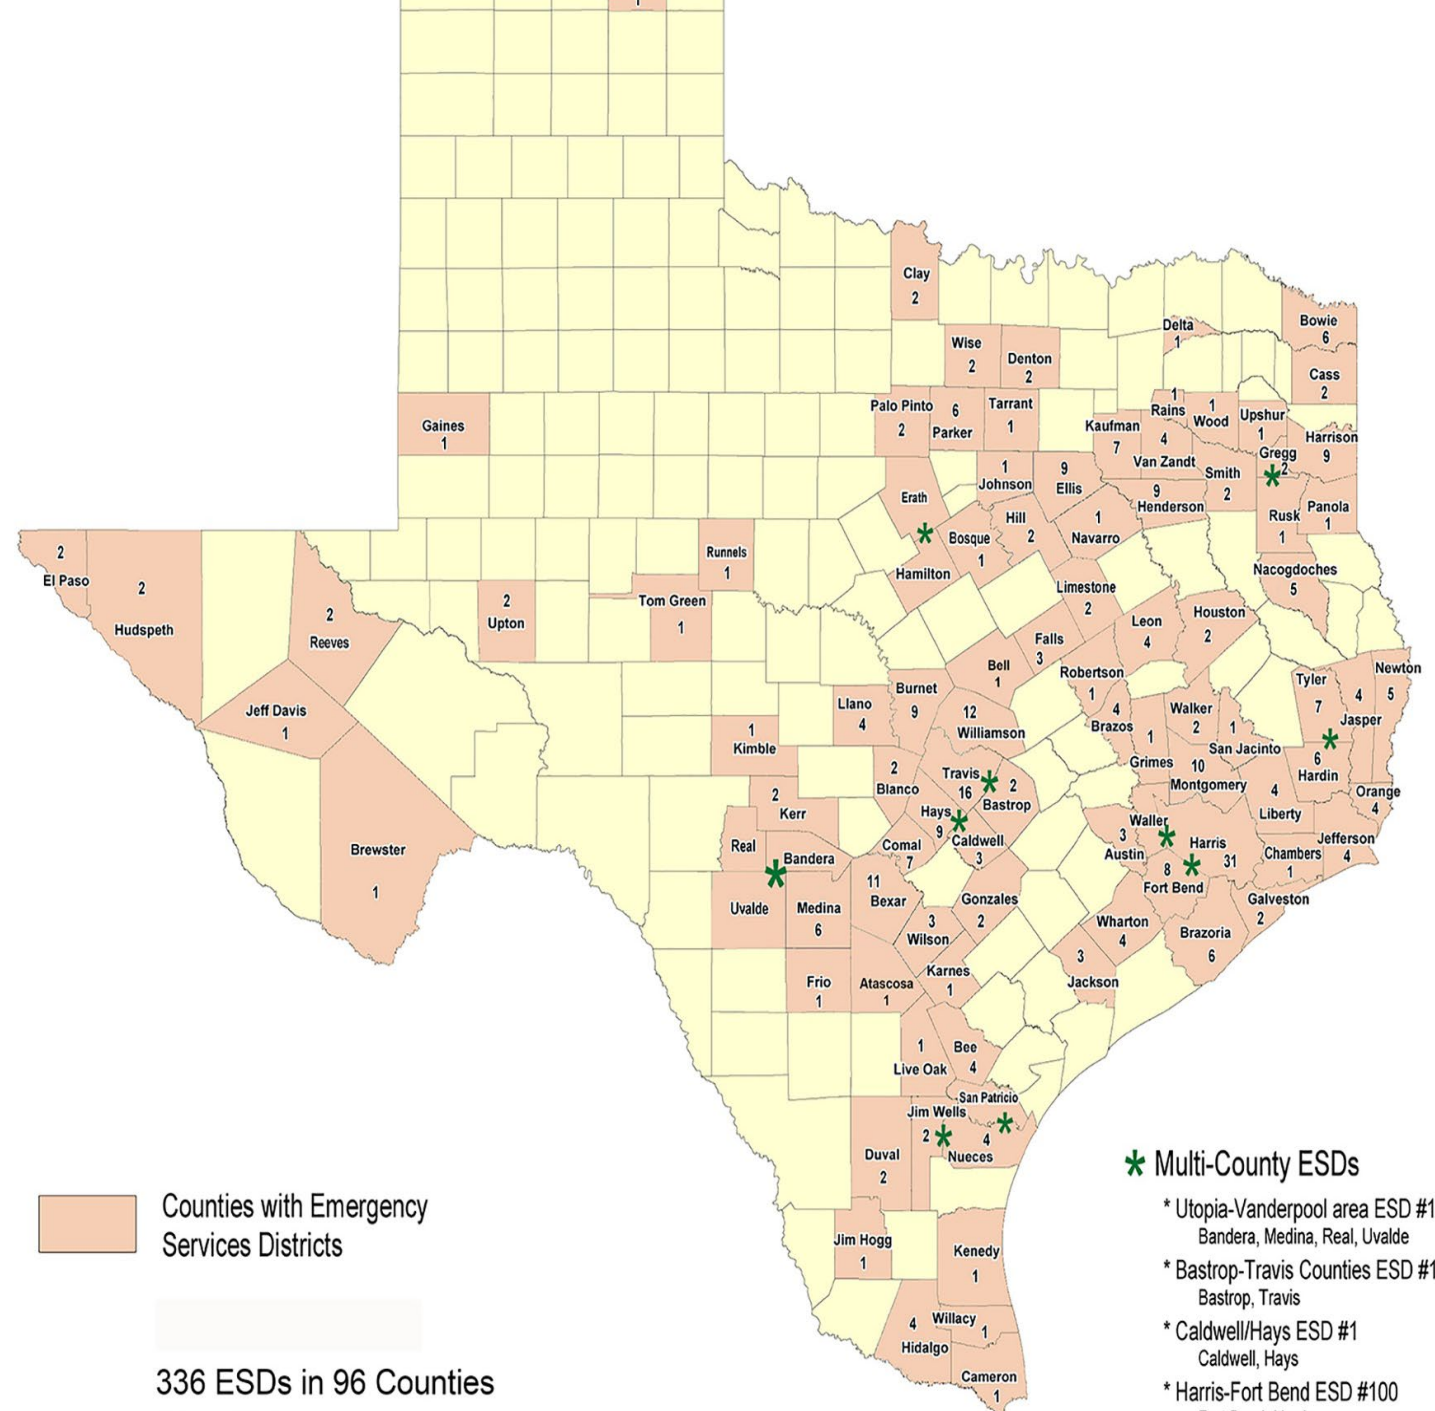 1
Clay
2
Delta
1
Bowie
6
Wise
2
Denton
2
Cass
2
Gaines
1
Palo Pinto
2
6
Parker
Tarrant
1
Kaufman
7
1
Rains
1
Wood
Upshur
1
Harrison
9
4
Van Zandt
Gregg
* 2
Smith
2
1
Johnson
9
Ellis
9
Henderson
Erath
*
Hill
2
1
Navarro
Rusk
1
Panola
1
Bosque
1
Hamilton
2
El Paso
2
Hudspeth
Runnels
1
Nacogdoches
5
2
Reeves
2
Upton
Tom Green
1
Limestone
2
Leon
4
Houston
2
Falls
3
Bell
1
Robertson
1
Newton
5
Tyler
7
4
Jasper
1
*
Jeff Davis
1
Llano
4
Burnet
9
12
Williamson
4
Brazos
1
Grimes
Walker
2
1
San Jacinto
1
Kimble
10
Montgomery
6
Hardin
2
Blanco
Travis
16
*
2
Bastrop
4
Liberty
Orange
4
2
Kerr
Hays
9
*
Caldwell
3
Waller
*
3
Austin
Harris
31
*
Jefferson
4
Chambers
1
Brewster
1
Real
Bandera
*
Comal
7
8
Fort Bend
Uvalde
Medina
6
11
Bexar
Gonzales
2
Galveston
2
3
Wilson
Wharton
4
Brazoria
6
Frio
1
Atascosa
1
Karnes
1
3
Jackson
1
Live Oak
Bee
4
San Patricio
*
Jim Wells
2
*
4
Nueces
Duval
2
Jim Hogg
1
Kenedy
1
4
Hidalgo
Willacy
1
Cameron
1
Counties with Emergency
Services Districts
336 ESDs in 96 Counties
* Multi-County ESDs
* Utopia-Vanderpool area ESD #1
Bandera, Medina, Real, Uvalde
* Bastrop-Travis Counties ESD #1
Bastrop, Travis
* Caldwell/Hays ESD #1
Caldwell, Hays
* Harris-Fort Bend ESD #100